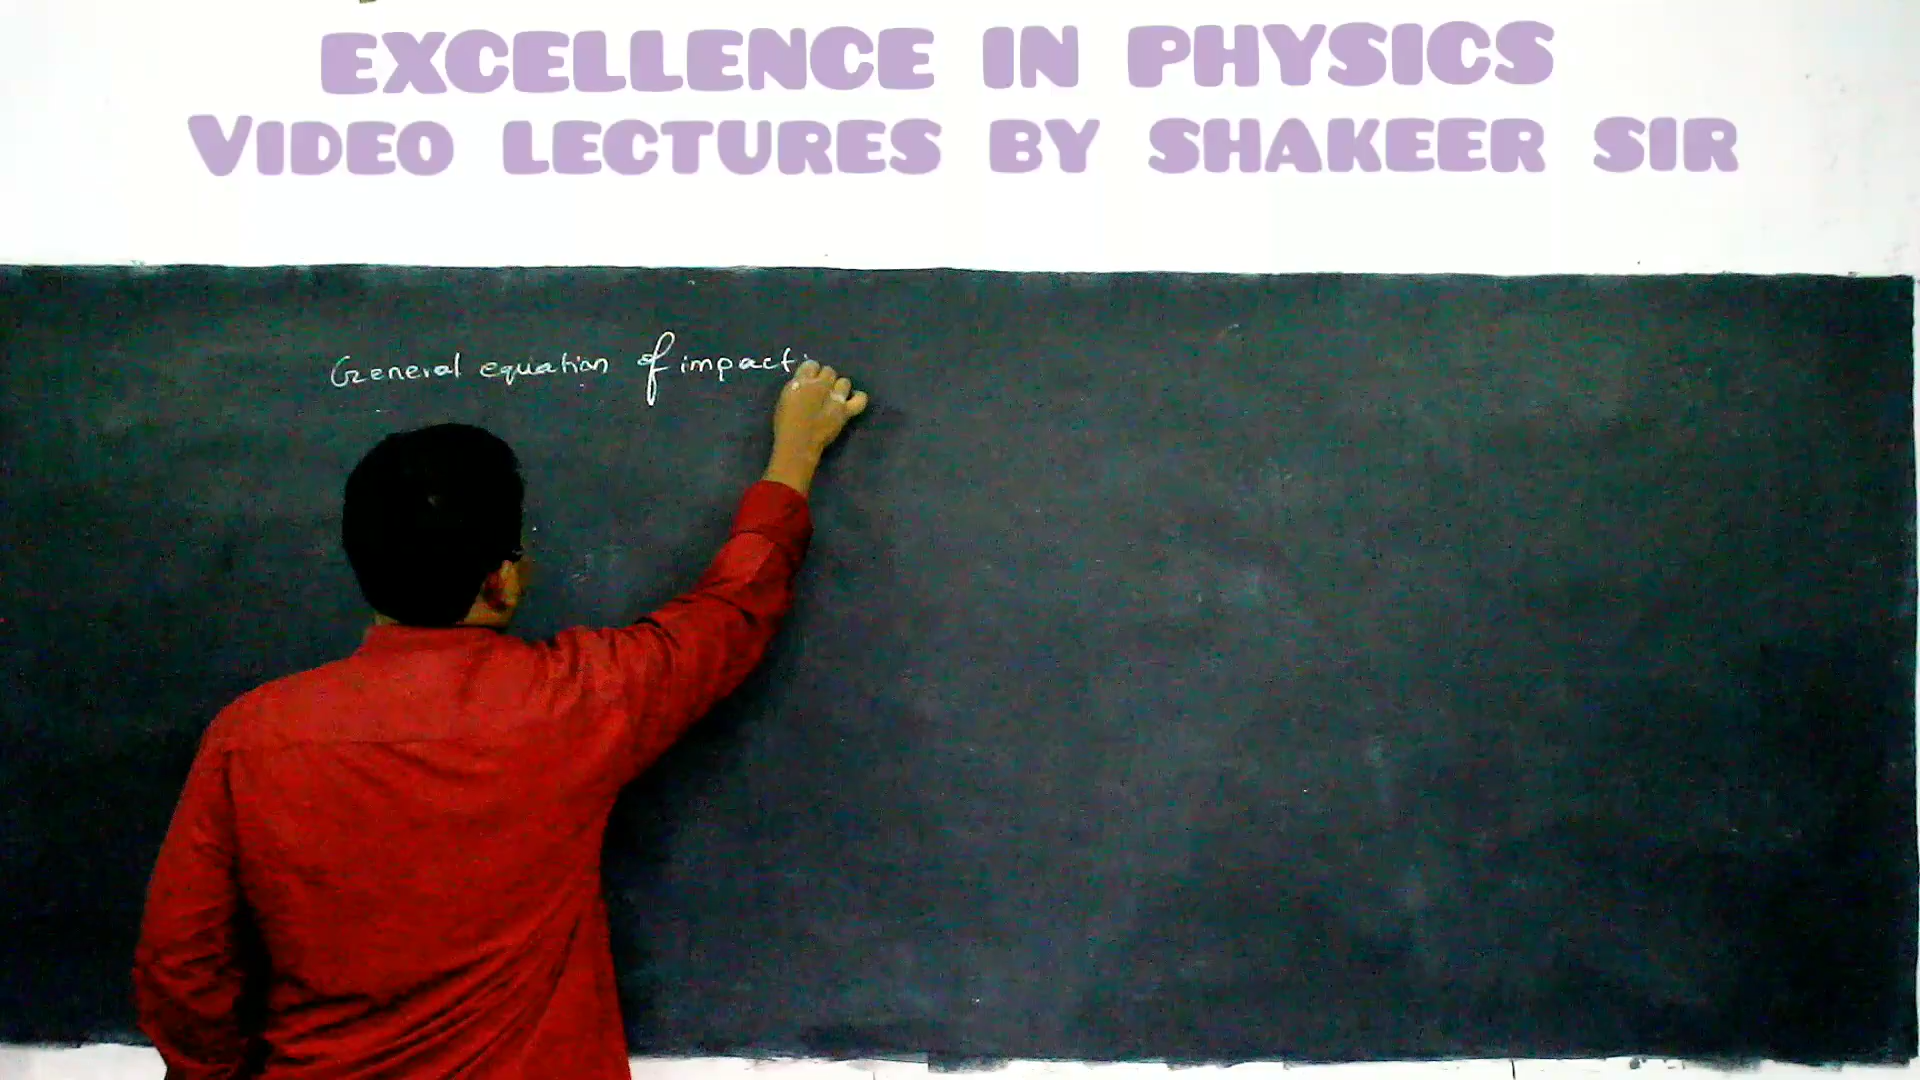 EXCELLENCE IN PHYSICS
VIDEO LECTURES BY SHAKEER SIR
General equation of impact